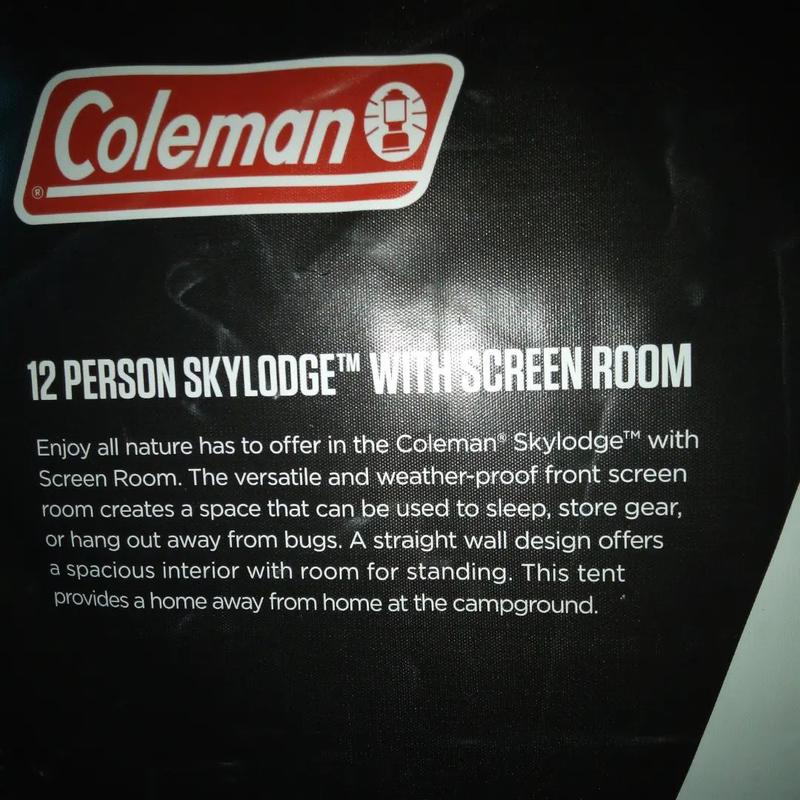 Coleman
®
12 PERSON SKYLODGE™ WITH SCREEN ROOM
Enjoy all nature has to offer in the Coleman® Skylodge™ with
Screen Room. The versatile and weather-proof front screen
room creates a space that can be used to sleep, store gear,
or hang out away from bugs. A straight wall design offers
a spacious interior with room for standing. This tent
provides a home away from home at the campground.